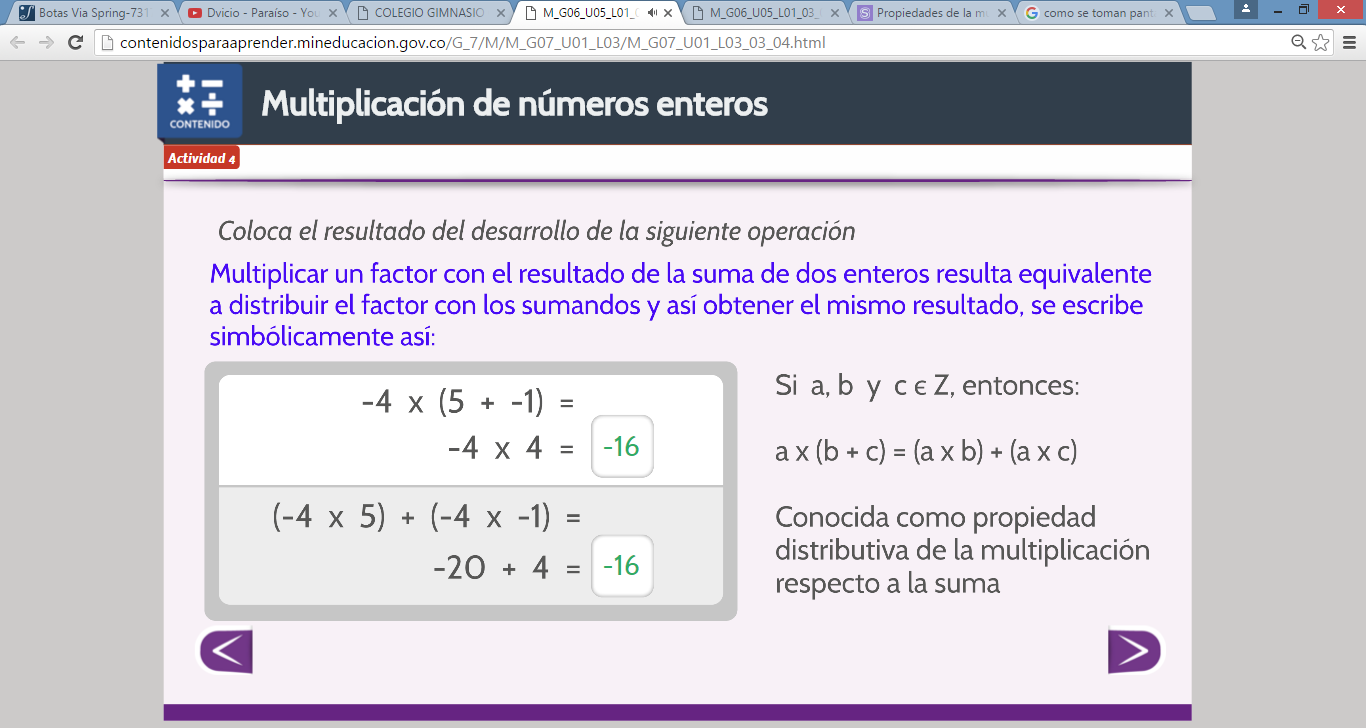 Botas Via Spring-731
Dvicio - Paraíso - You
COLEGIO GIMNASIO
M_G06_U05_L01_0
M_G06_U05_L01_03_
Propiedades de la m
como se toman pant
contenidosparaaprender.mineducacion.gov.co/G_7/M/M_G07_U01_L03/M_G07_U01_L03_03_04.html
CONTENIDO
Multiplicación de números enteros
Actividad 4
Coloca el resultado del desarrollo de la siguiente operación
Multiplicar un factor con el resultado de la suma de dos enteros resulta equivalente
a distribuir el factor con los sumandos y así obtener el mismo resultado, se escribe
simbólicamente así:
-4 x (5 + -1) =
-4 x 4 = -16
(-4 x 5) + (-4 x -1) =
-20 + 4 = -16
Si a, b y c є Z, entonces:
a x (b + c) = (a x b) + (a x c)
Conocida como propiedad
distributiva de la multiplicación
respecto a la suma